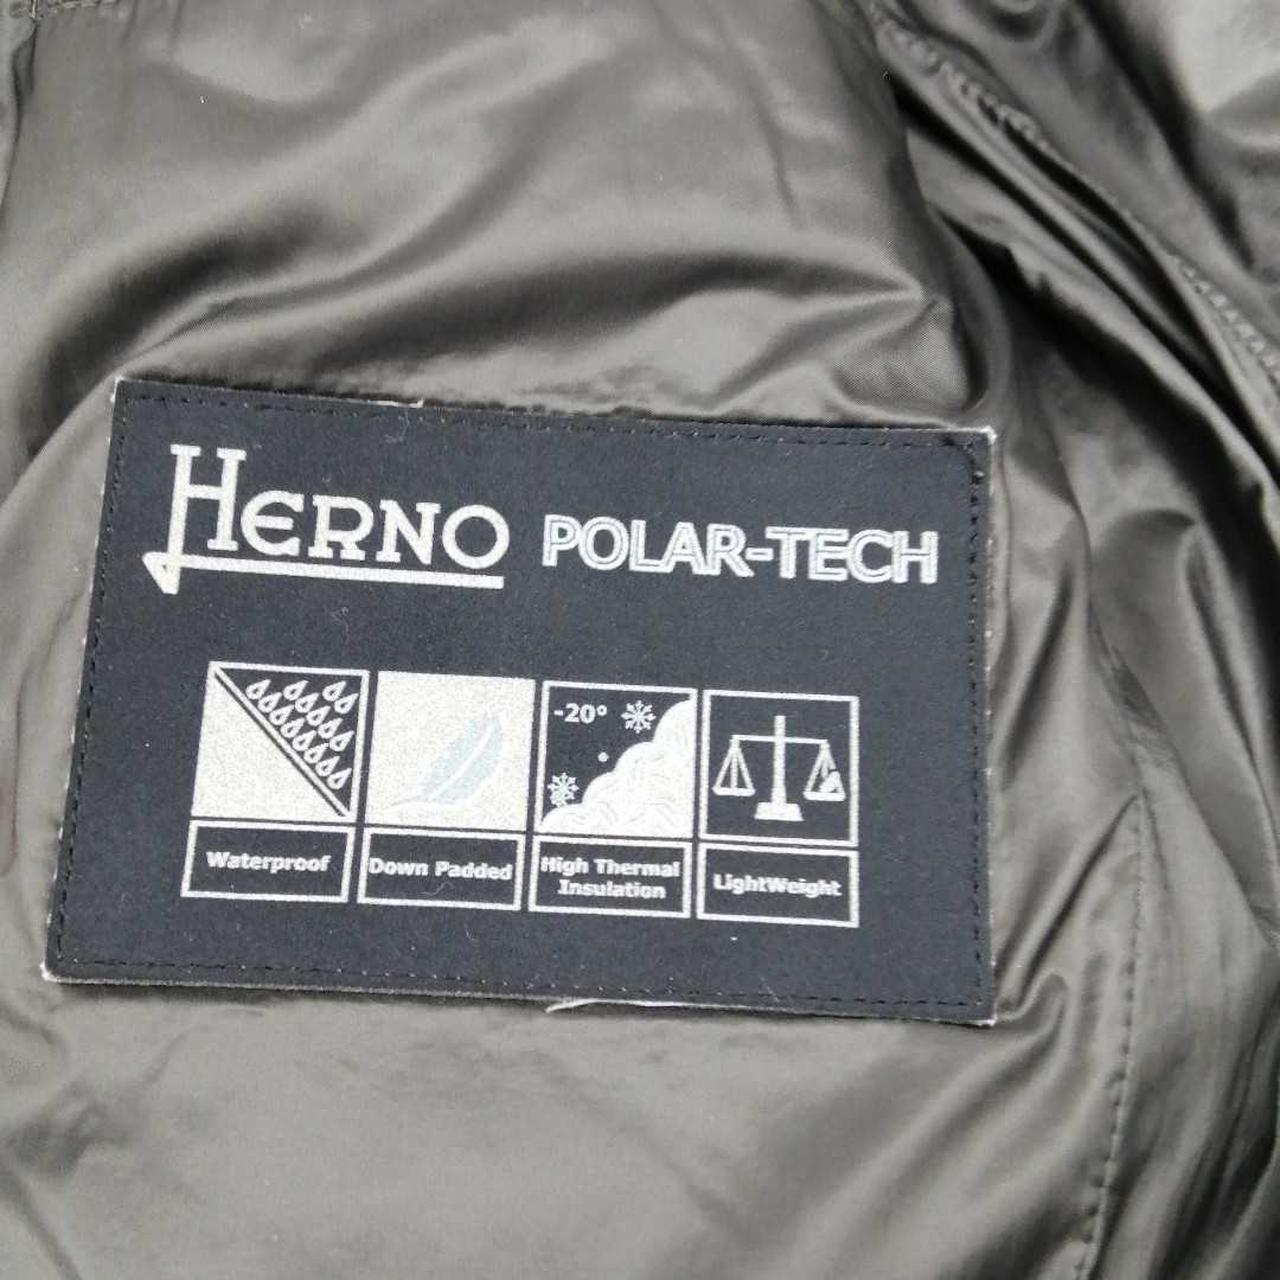 HERNO POLAR-TECH
-20°
Waterproof
Down Padded
High Thermal
Insulation
LightWeight